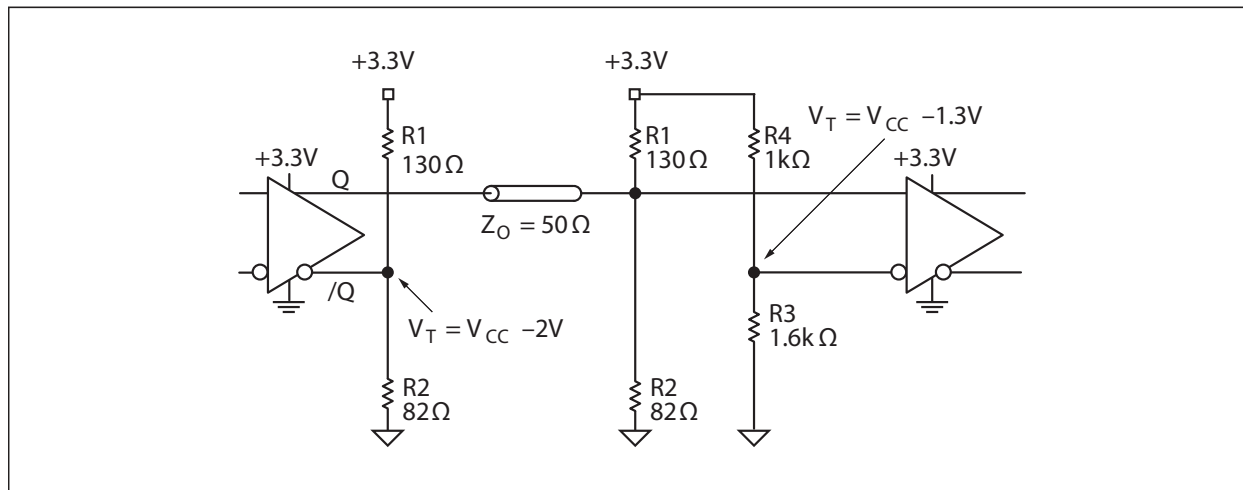 +3.3V
+3.3V
R1
130Ω
R1
130Ω
R4
1kΩ
V_T = V_CC –1.3V
+3.3V
+3.3V
Q
Z_O = 50Ω
/Q
V_T = V_CC –2V
R3
1.6kΩ
R2
82Ω
R2
82Ω